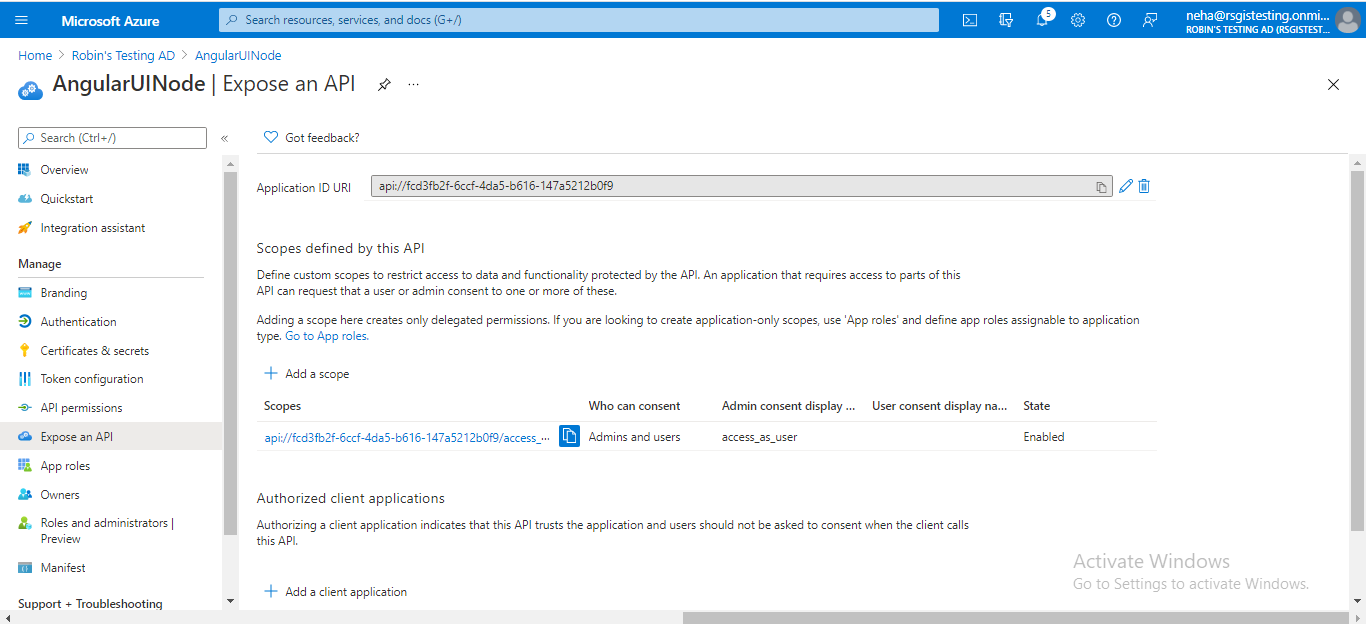 Microsoft Azure
Search resources, services, and docs (G+/)
5
neha@rsgistesting.onmi...
ROBIN'S TESTING AD (RSGISTEST...
Home > Robin's Testing AD > AngularUINode
AngularUINode | Expose an API
Search (Ctrl+/)
Got feedback?
Overview
Quickstart
Integration assistant
Manage
Branding
Authentication
Certificates & secrets
Token configuration
API permissions
Expose an API
App roles
Owners
Roles and administrators |
Preview
Manifest
Support + Troubleshooting
Application ID URI api://fcd3fb2f-6ccf-4da5-b616-147a5212b0f9
Scopes defined by this API
Define custom scopes to restrict access to data and functionality protected by the API. An application that requires access to parts of this
API can request that a user or admin consent to one or more of these.
Adding a scope here creates only delegated permissions. If you are looking to create application-only scopes, use 'App roles' and define app roles assignable to application
type. Go to App roles.
Add a scope
Scopes Who can consent Admin consent display ... User consent display na... State
api://fcd3fb2f-6ccf-4da5-b616-147a5212b0f9/access_... Admins and users access_as_user Enabled
Authorized client applications
Authorizing a client application indicates that this API trusts the application and users should not be asked to consent when the client calls
this API.
Add a client application
Activate Windows
Go to Settings to activate Windows.